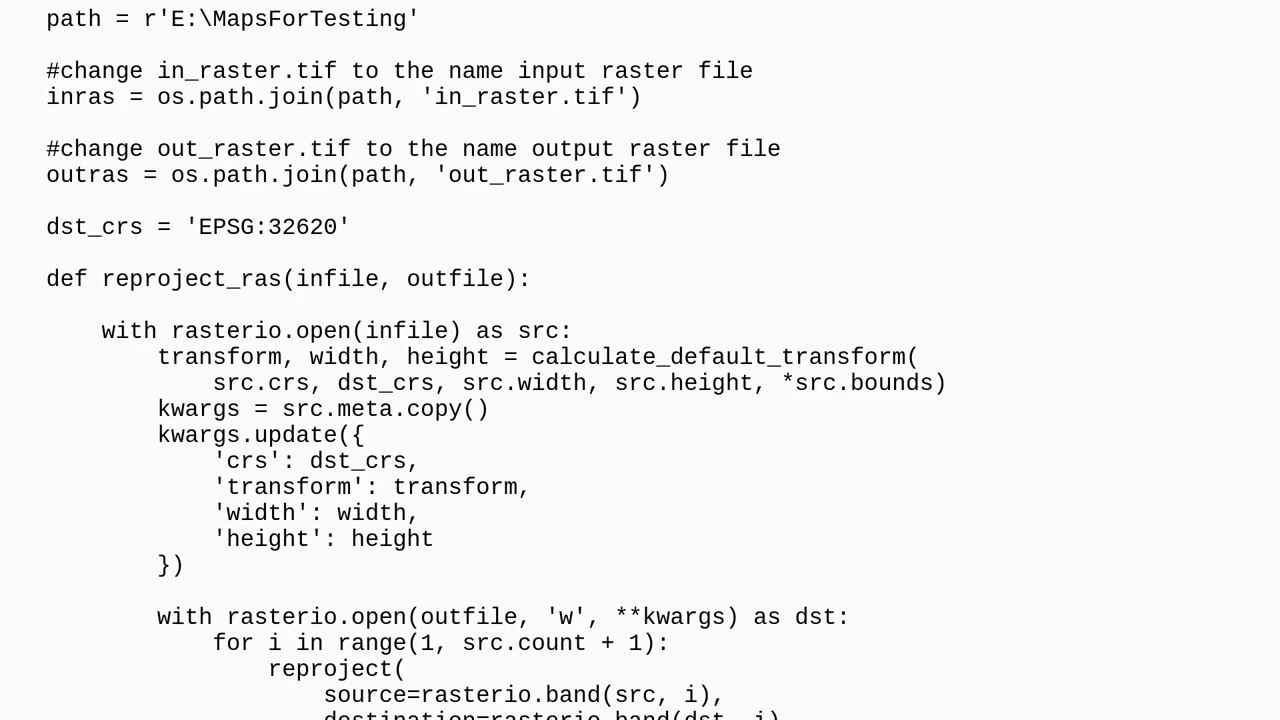 path = r'E:\MapsForTesting'
#change in_raster.tif to the name input raster file
inras = os.path.join(path, 'in_raster.tif')
#change out_raster.tif to the name output raster file
outras = os.path.join(path, 'out_raster.tif')
dst_crs = 'EPSG:32620'
def reproject_ras(infile, outfile):
    with rasterio.open(infile) as src:
        transform, width, height = calculate_default_transform(
            src.crs, dst_crs, src.width, src.height, *src.bounds)
        kwargs = src.meta.copy()
        kwargs.update({
            'crs': dst_crs,
            'transform': transform,
            'width': width,
            'height': height
        })
        with rasterio.open(outfile, 'w', **kwargs) as dst:
            for i in range(1, src.count + 1):
                reproject(
                    source=rasterio.band(src, i),
                    destination=rasterio.band(dst, i)